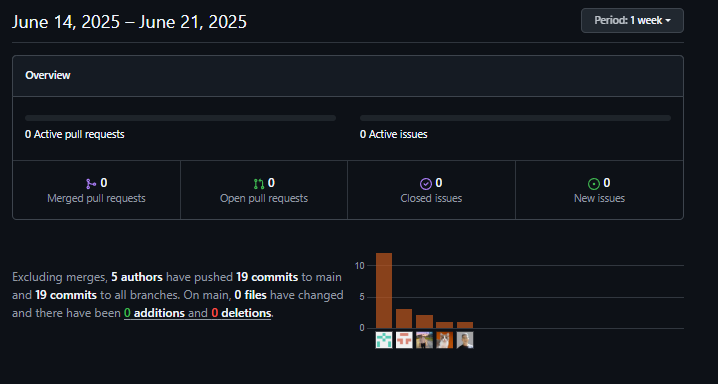 June 14, 2025 – June 21, 2025
Period: 1 week
Overview
0 Active pull requests
0 Active issues
0
Merged pull requests
0
Open pull requests
0
Closed issues
0
New issues
Excluding merges, 5 authors have pushed 19 commits to main
and 19 commits to all branches. On main, 0 files have changed
and there have been 0 additions and 0 deletions.
10
5
0